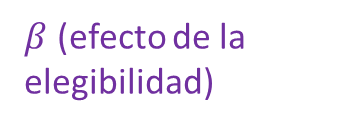 β (efecto de la
elegibilidad)